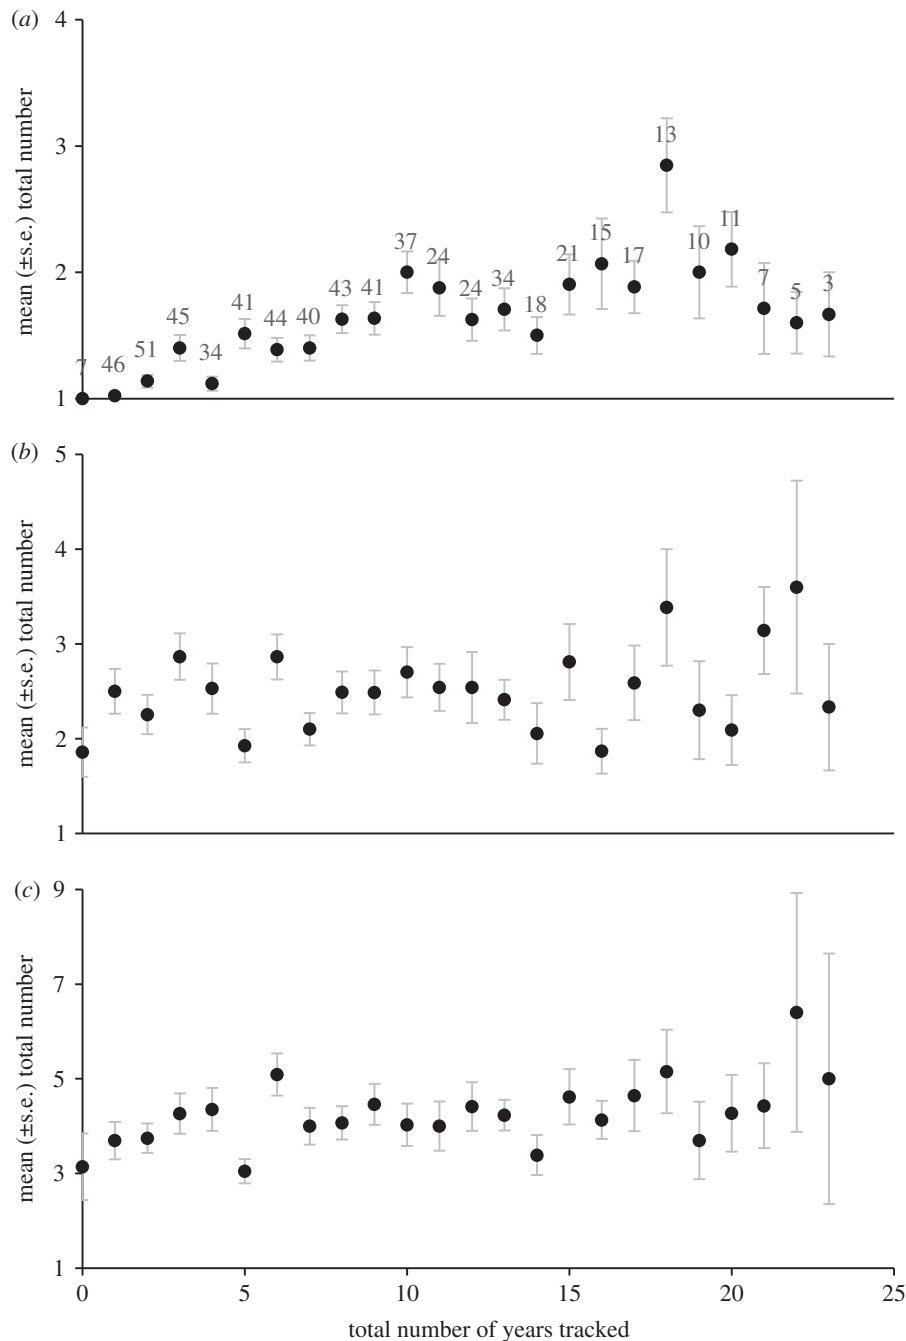 (a)
4
3
2
1
mean (±s.e.) total number
7 46 51 45 34 41 44 40 43 41 37 24 24 34 18 21 15 17 13 10 11 7 5 3
(b)
5
4
3
2
1
mean (±s.e.) total number
(c)
9
7
5
3
1
mean (±s.e.) total number
0 5 10 15 20 25
total number of years tracked